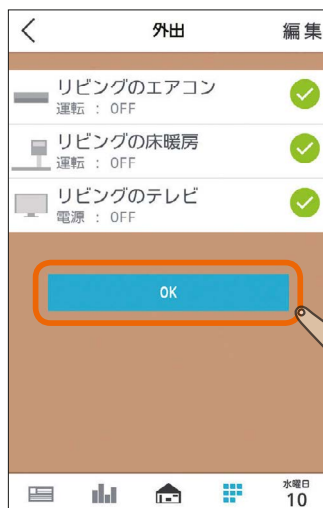 外出
編集
リビングのエアコン
運転 : OFF
リビングの床暖房
運転 : OFF
リビングのテレビ
電源 : OFF
OK
水曜日
10